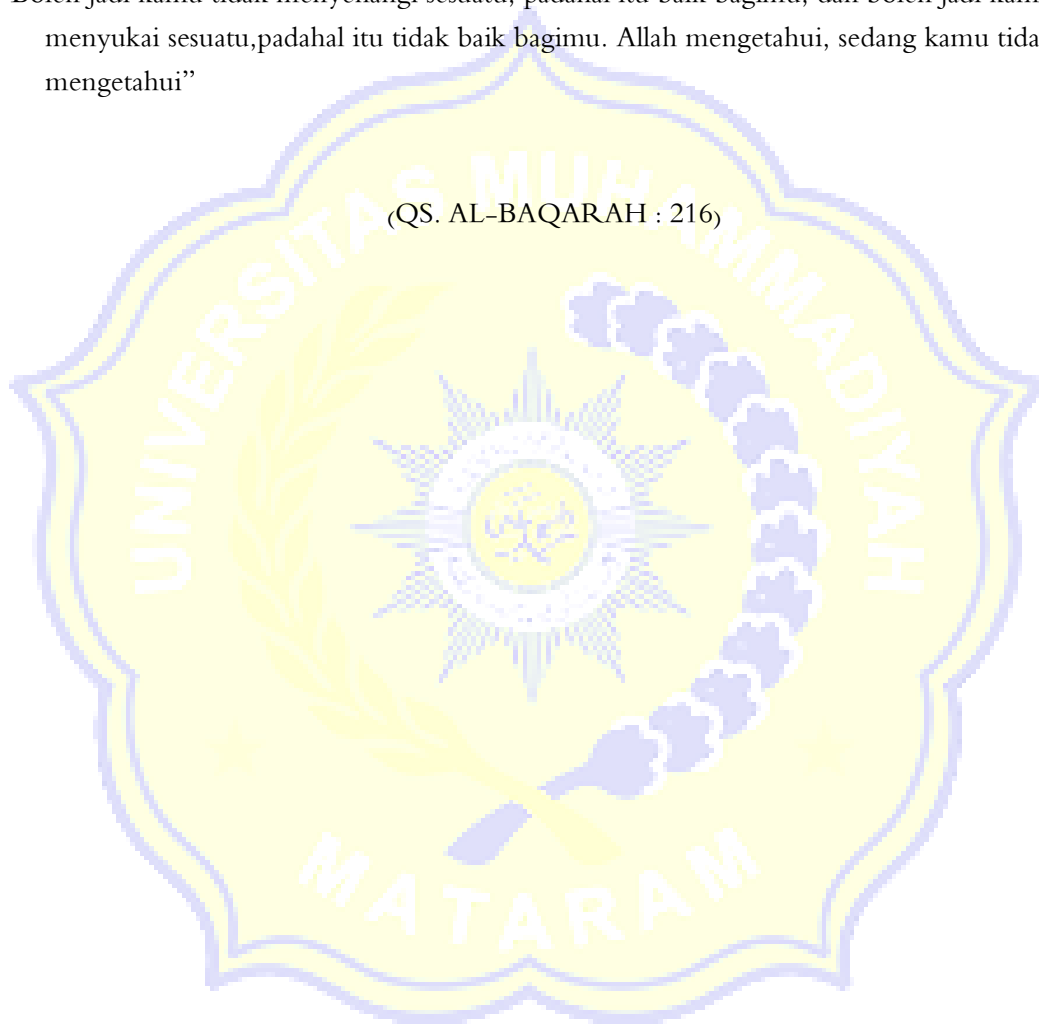 Boleh jadi kamu tidak menyenangi sesuatu, padahal itu baik bagimu, dan boleh jadi kam
menyukai sesuatu,padahal itu tidak baik bagimu. Allah mengetahui, sedang kamu tida
mengetahui”
(QS. AL-BAQARAH : 216)
UNIVERSITAS MUHAMMADIYAH
MATARAM